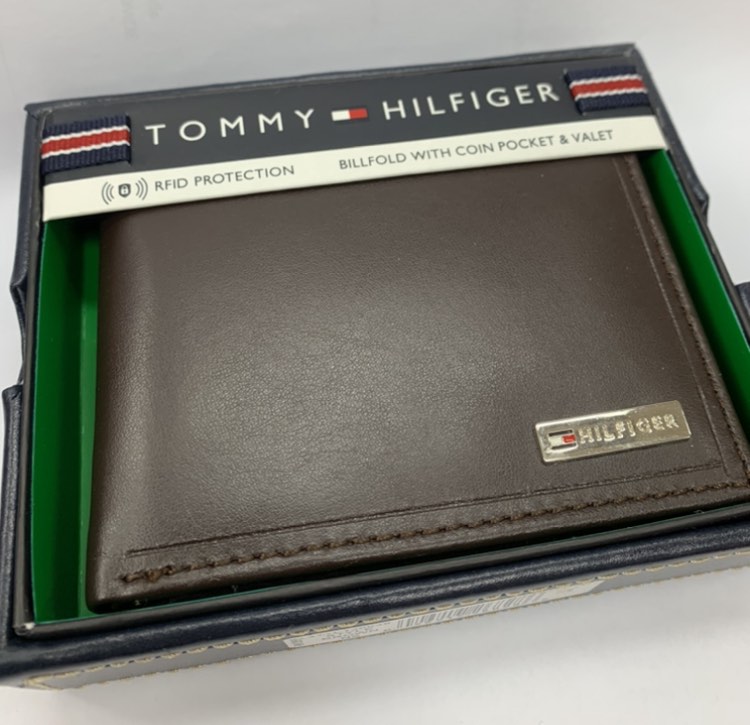 TOMMY HILFIGER
RFID PROTECTION
BILLFOLD WITH COIN POCKET & VALET
HILFIGER